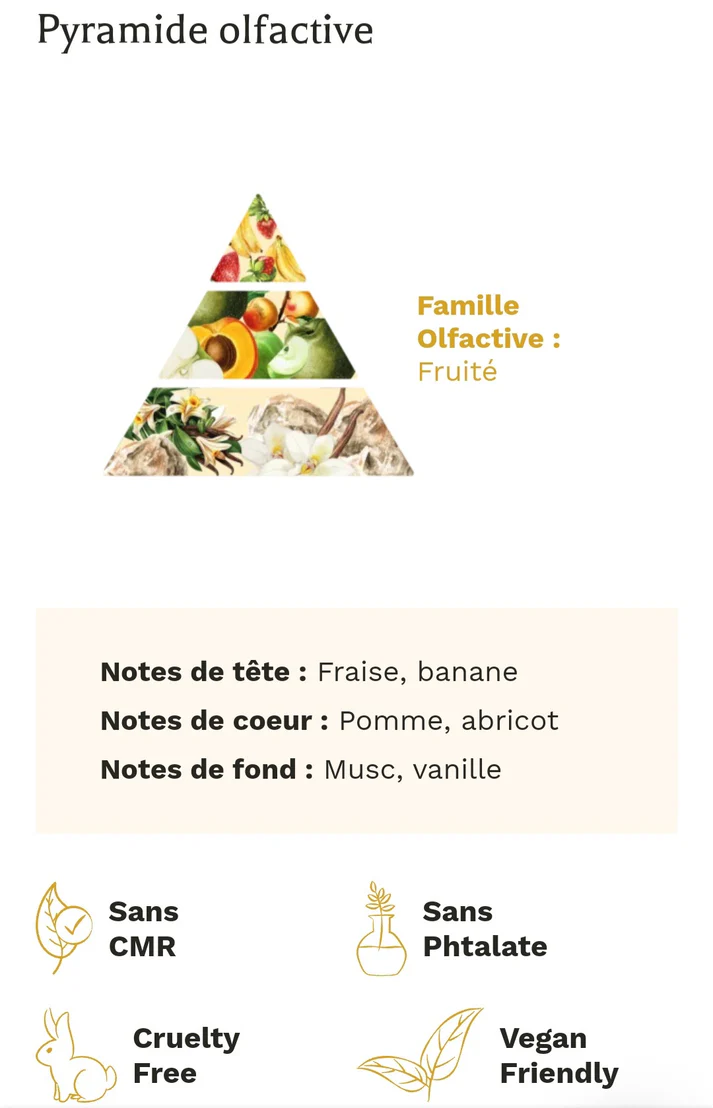 Pyramide olfactive
Famille
Olfactive :
Fruité
Notes de tête : Fraise, banane
Notes de coeur : Pomme, abricot
Notes de fond : Musc, vanille
Sans
CMR
Sans
Phtalate
Cruelty
Free
Vegan
Friendly